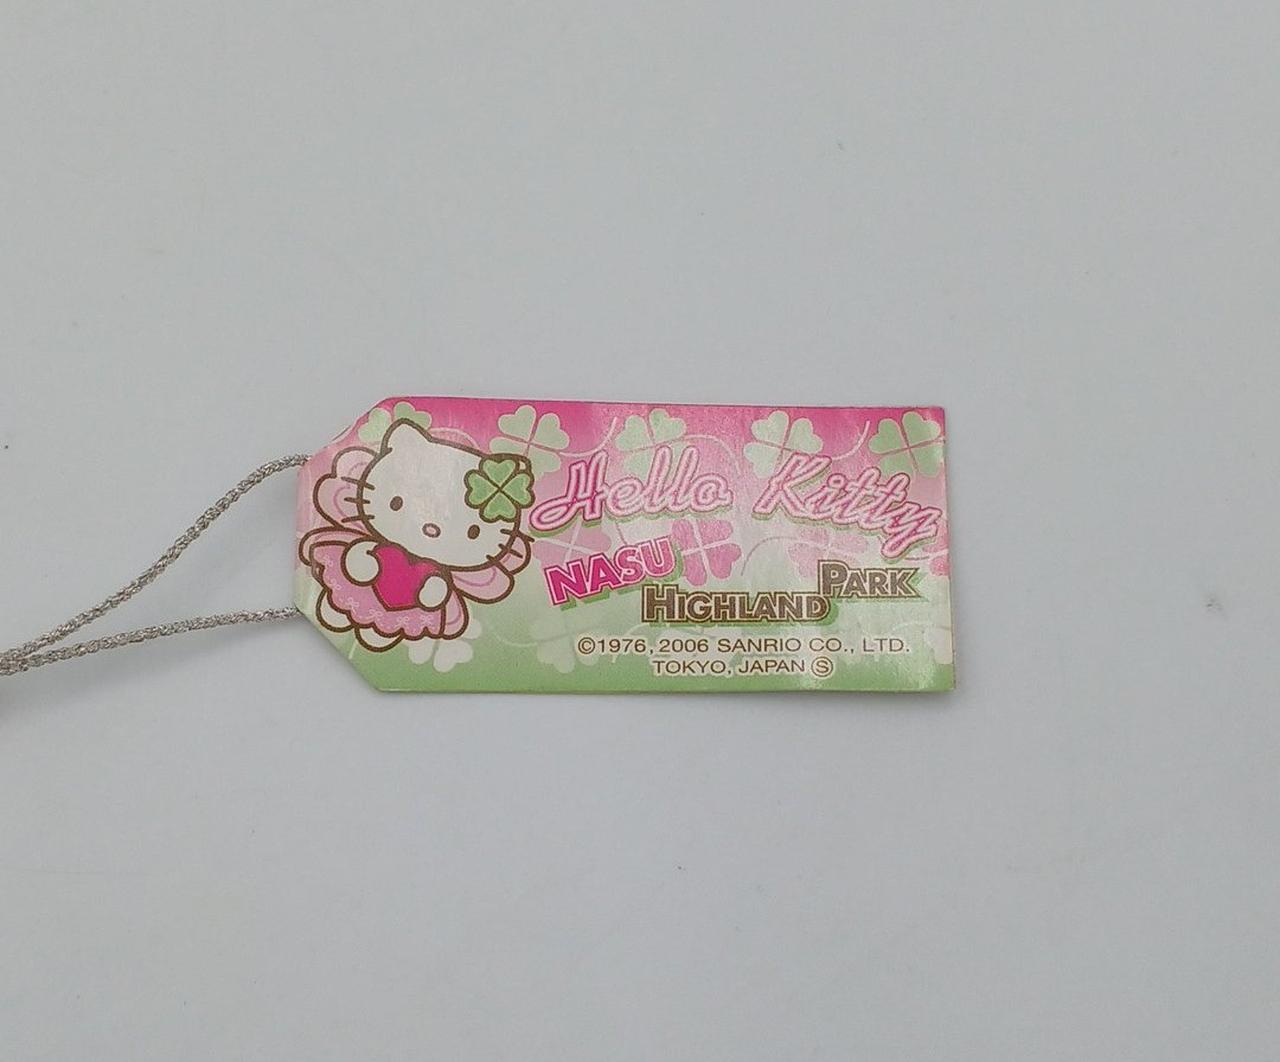 Hello Kitty
NASU
HIGHLAND PARK
©1976, 2006 SANRIO CO., LTD.
TOKYO, JAPAN Ⓢ